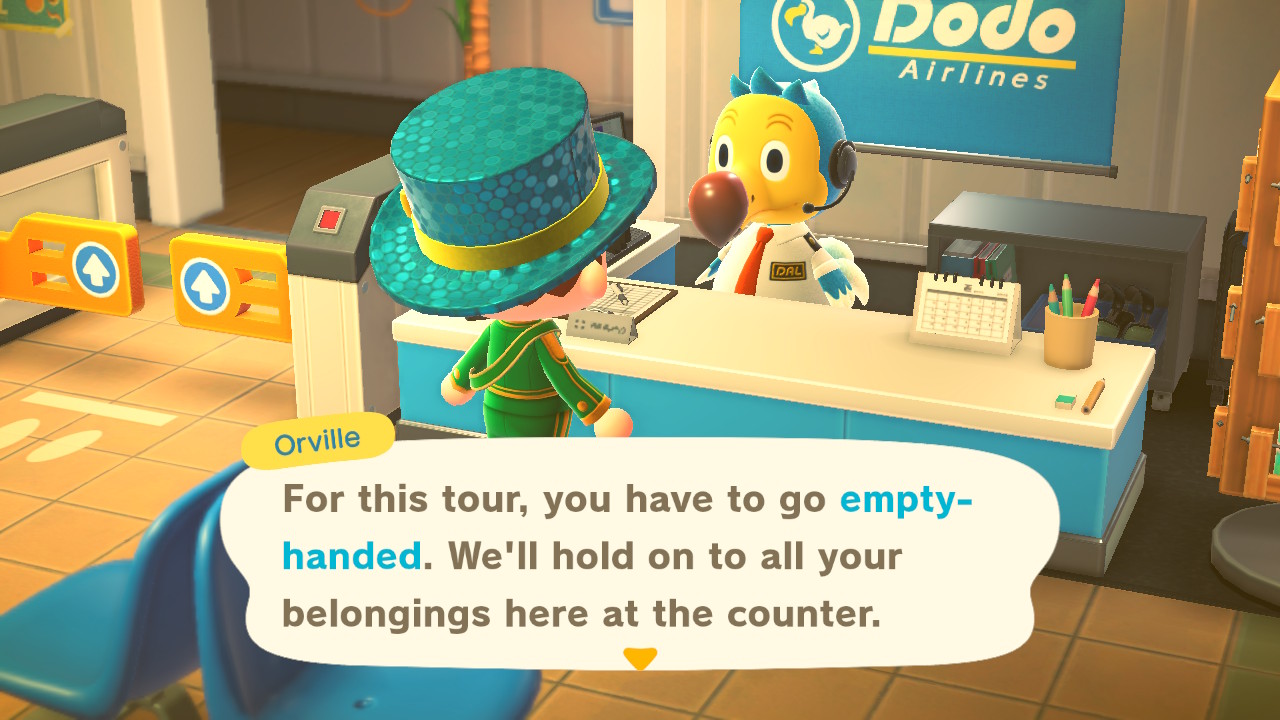 Dodo
Airlines
DAL
Orville
For this tour, you have to go empty-
handed. We'll hold on to all your
belongings here at the counter.